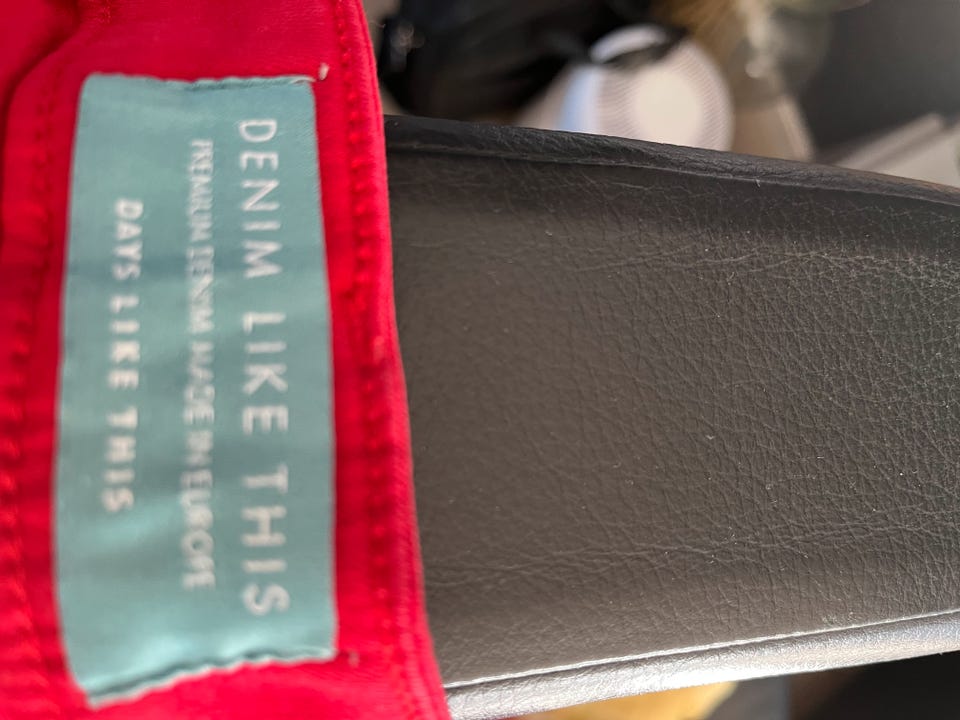 DENIM LIKE THIS
PREMIUM DENIM MADE IN EUROPE
DAYS LIKE THIS